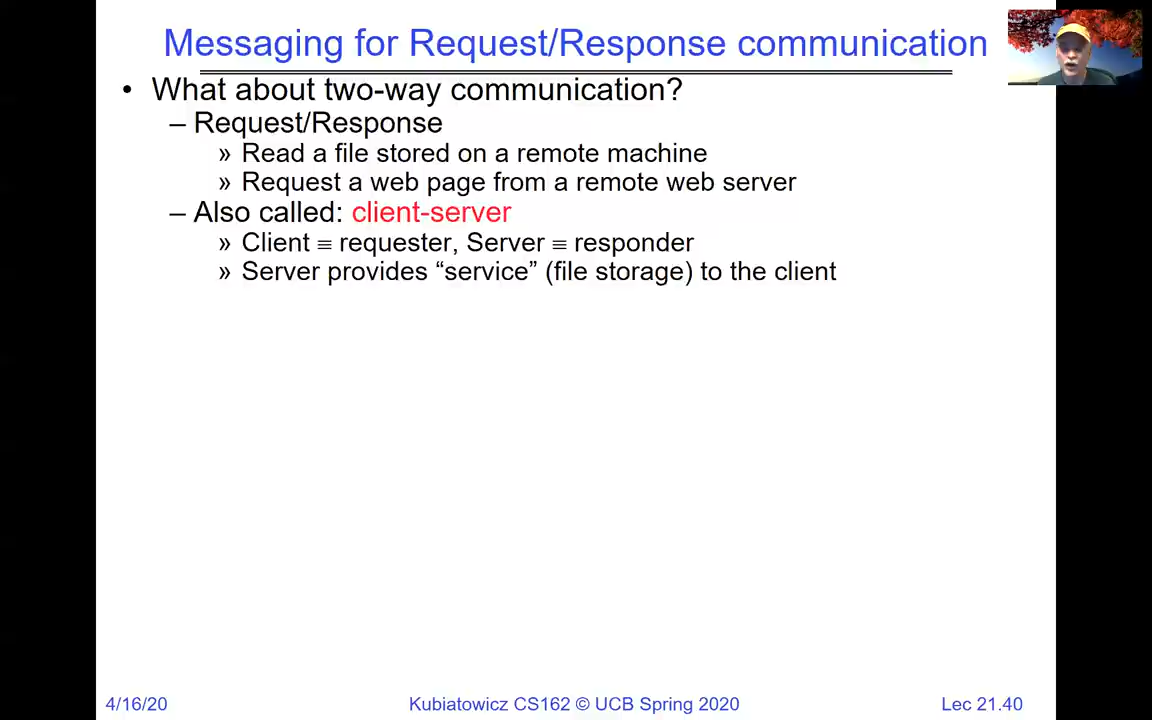 Messaging for Request/Response communication
• What about two-way communication?
– Request/Response
» Read a file stored on a remote machine
» Request a web page from a remote web server
– Also called: client-server
» Client ≡ requester, Server ≡ responder
» Server provides “service” (file storage) to the client
4/16/20 Kubiatowicz CS162 © UCB Spring 2020 Lec 21.40